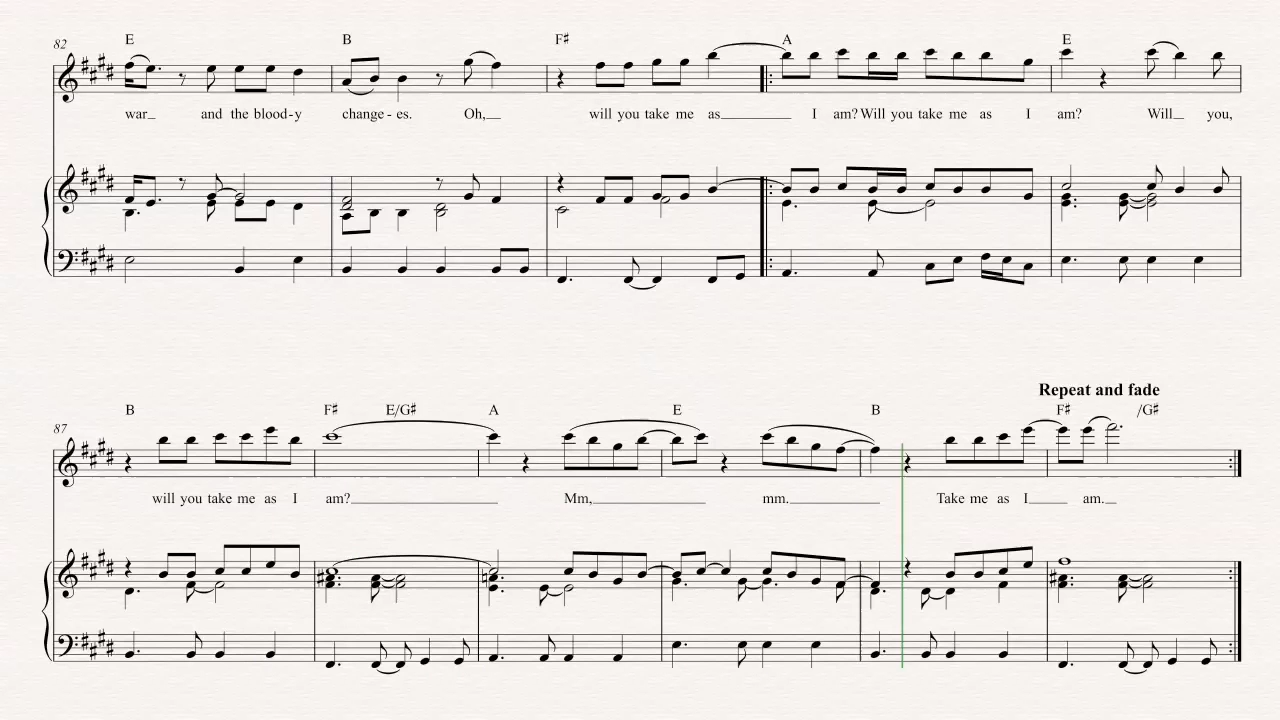 82 E B F♯ A E
war_ and the blood-y change - es. Oh,_ will you take me as_ I am? Will you take me as I am? Will_ you,
Repeat and fade
B F♯ E/G♯ A E B F♯ /G♯
87
will you take me as I am?_ Mm,_ mm._ Take me as I_ am._